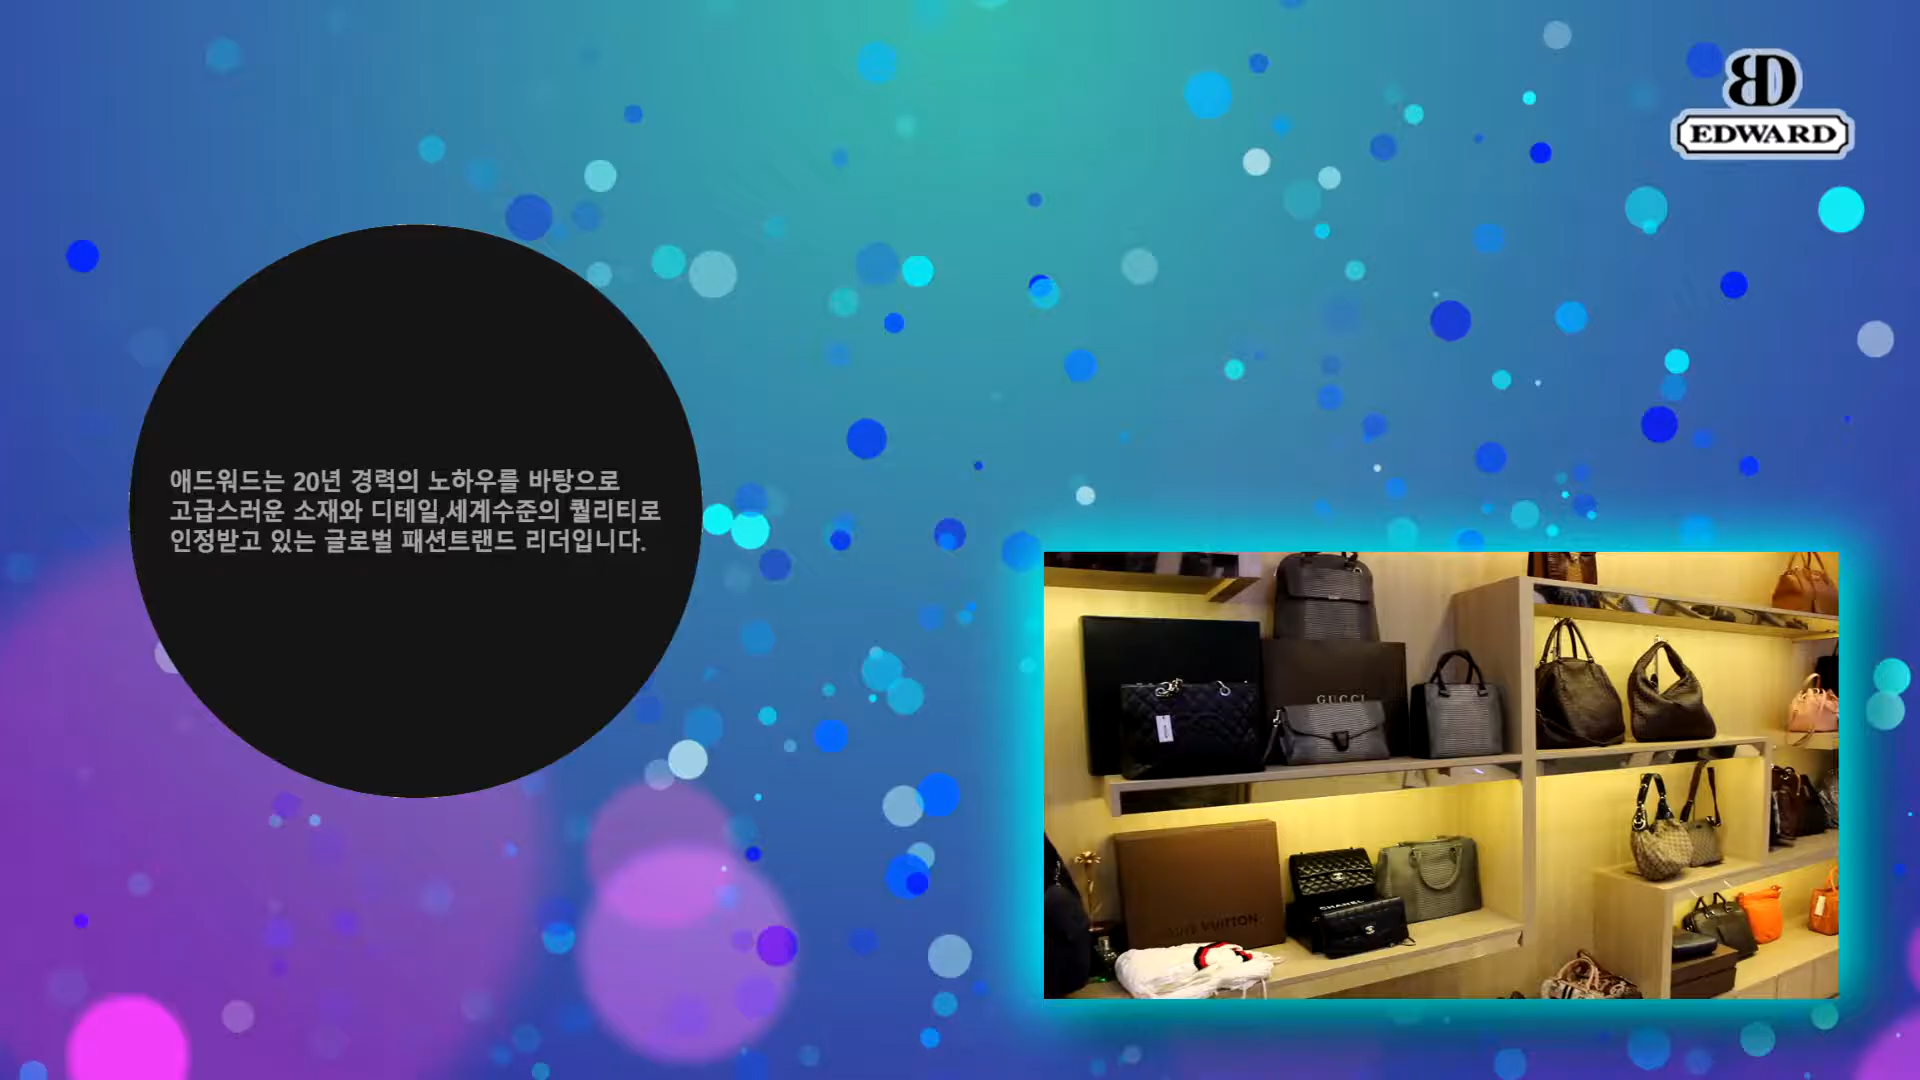 EDWARD
애드워드는 20년 경력의 노하우를 바탕으로
고급스러운 소재와 디테일,세계수준의 퀄리티로
인정받고 있는 글로벌 패션트랜드 리더입니다.
GUCCI
CHANEL
VUITTON